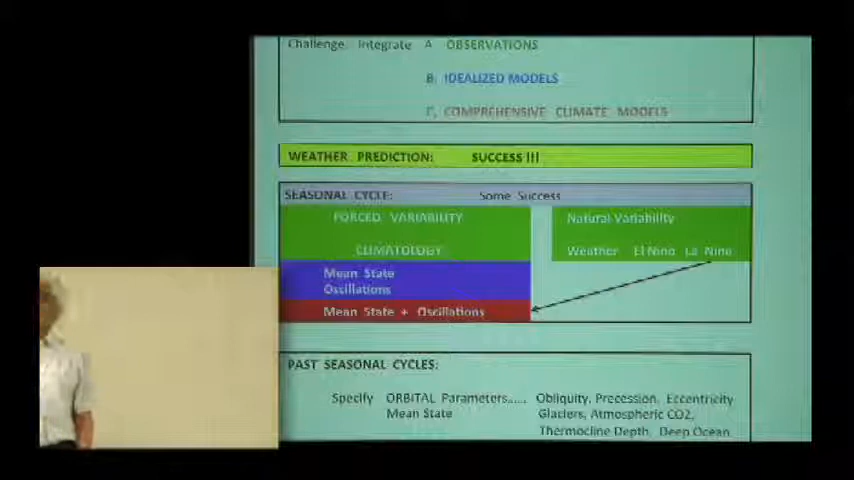 Challenge. Integrate A OBSERVATIONS
B. IDEALIZED MODELS
C. COMPREHENSIVE CLIMATE MODELS
WEATHER PREDICTION: SUCCESS !!!
SEASONAL CYCLE: Some Success
FORCED VARIABILITY
CLIMATOLOGY
Mean State
Oscillations
Mean State + Oscillations
Natural Variability
Weather El Nino La Nino
PAST SEASONAL CYCLES:
Specify ORBITAL Parameters..... Obliquity, Precession, Eccentricity
Mean State Glaciers, Atmospheric CO2,
Thermocline Depth, Deep Ocean